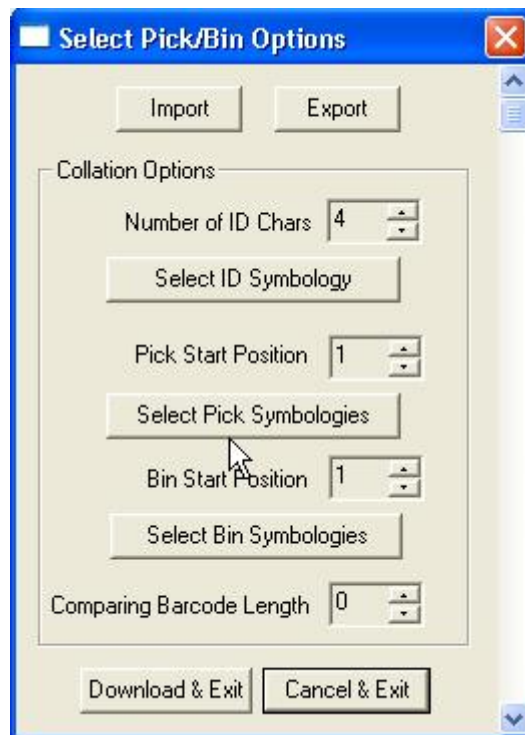 Select Pick/Bin Options
Import Export
Collation Options
Number of ID Chars 4
Select ID Symbology
Pick Start Position 1
Select Pick Symbologies
Bin Start Position 1
Select Bin Symbologies
Comparing Barcode Length 0
Download & Exit Cancel & Exit